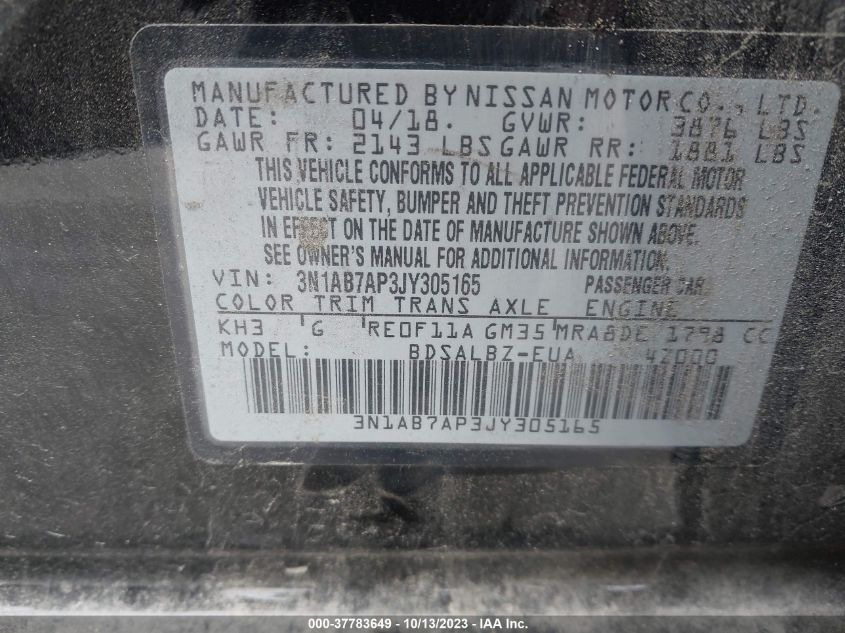 MANUFACTURED BY NISSAN MOTOR CO., LTD.
DATE: 04/18. GVWR: 3876 LBS
GAWR FR: 2143 LBS GAWR RR: 1881 LBS
THIS VEHICLE CONFORMS TO ALL APPLICABLE FEDERAL MOTOR
VEHICLE SAFETY, BUMPER AND THEFT PREVENTION STANDARDS
IN EFFECT ON THE DATE OF MANUFACTURE SHOWN ABOVE.
SEE OWNER'S MANUAL FOR ADDITIONAL INFORMATION.
VIN: 3N1AB7AP3JY305165 PASSENGER CAR
COLOR TRIM TRANS AXLE ENGINE
KH3 G RE0F11A GM35 MRA8DE 1798 CC
MODEL: BDSALBZ-EUA 4Z000
3N1AB7AP3JY305165
000-37783649 - 10/13/2023 - © IAA, Inc.